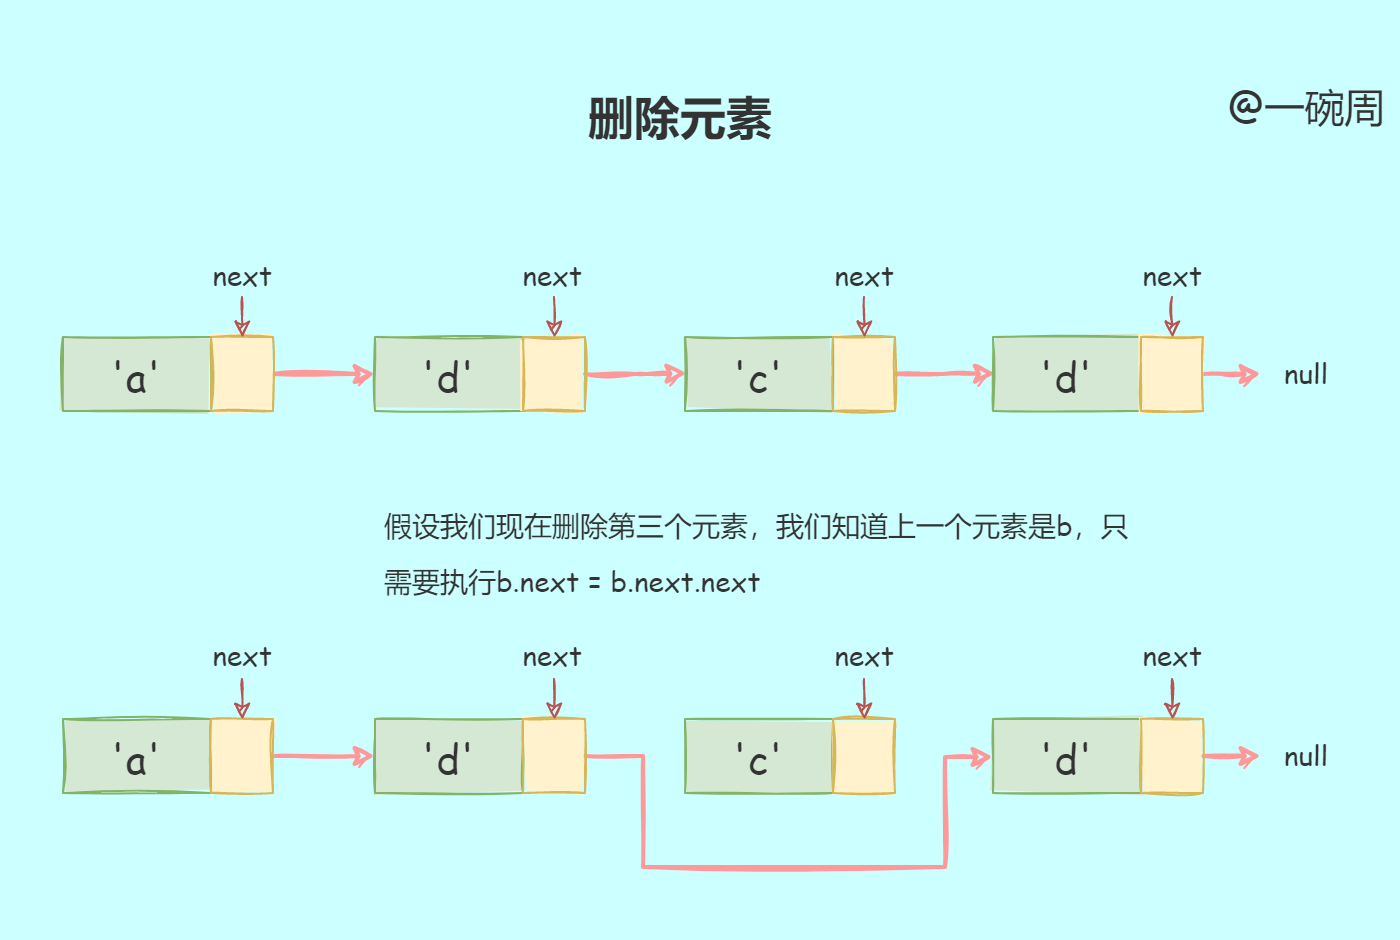 删除元素
@一碗周
next next next next
'a' 'd' 'c' 'd' null
假设我们现在删除第三个元素，我们知道上一个元素是b，只
需要执行b.next = b.next.next
next next next next
'a' 'd' 'c' 'd' null